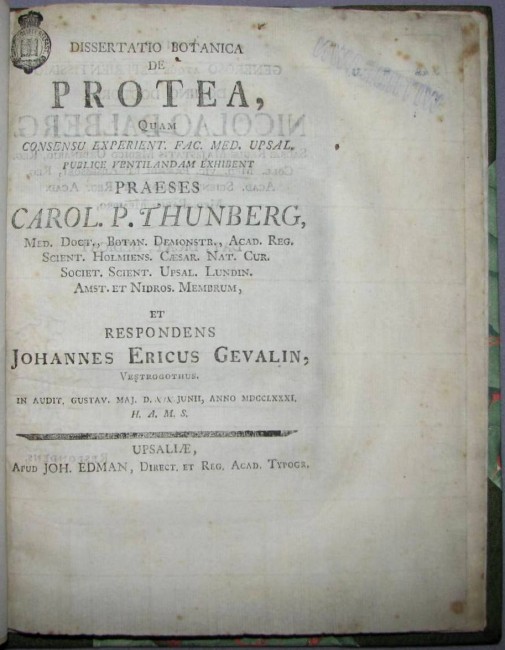 DISSERTATIO BOTANICA
DE
PROTEA,
QUAM
CONSENSU EXPERIENT. FAC. MED. UPSAL.
PUBLICE VENTILANDAM EXHIBENT
PRAESES
CAROL. P. THUNBERG,
MED. DOCT., BOTAN. DEMONSTR., ACAD. REG.
SCIENT. HOLMIENS. CÆSAR. NAT. CUR.
SOCIET. SCIENT. UPSAL. LUNDIN.
AMST. ET NIDROS. MEMBRUM,
ET
RESPONDENS
JOHANNES ERICUS GEVALIN,
VESTROGOTHUS.
IN AUDIT. GUSTAV. MAJ. D. XIX JUNII, ANNO MDCCLXXXI.
H. A. M. S.
UPSALIÆ,
APUD JOH. EDMAN, DIRECT. ET REG. ACAD. TYPOGR.